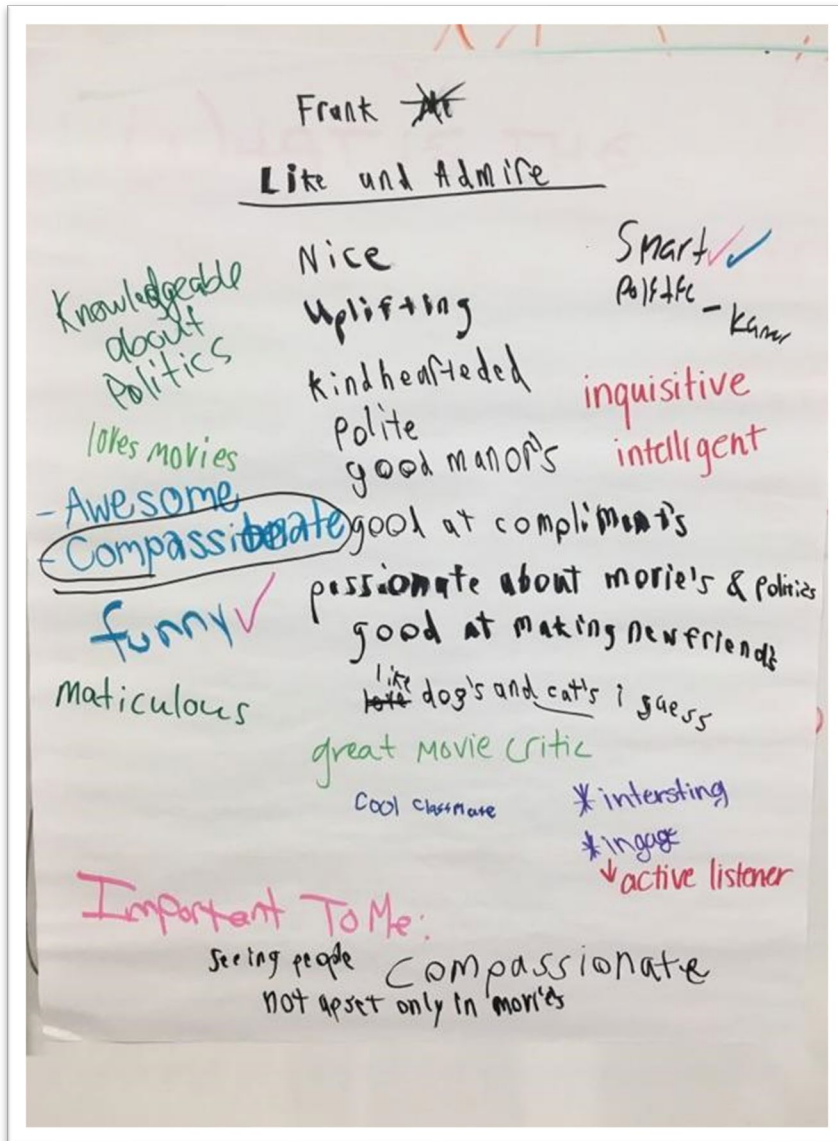 Frank
Like and Admire
Knowledgeable
about
Politics
loves movies
- Awesome
- Compassionate
funny
maticulous
Nice
Uplifting
kindhearteded
Polite
good manor's
good at compliment's
passionate about movie's & politics
good at making new friends
like
dog's and cat's i guess
great movie critic
Cool classmate
Smart
inquisitive
intelligent
*intersting
*ingage
active listener
Important To Me:
seeing people Compassionate
not upset only in movies